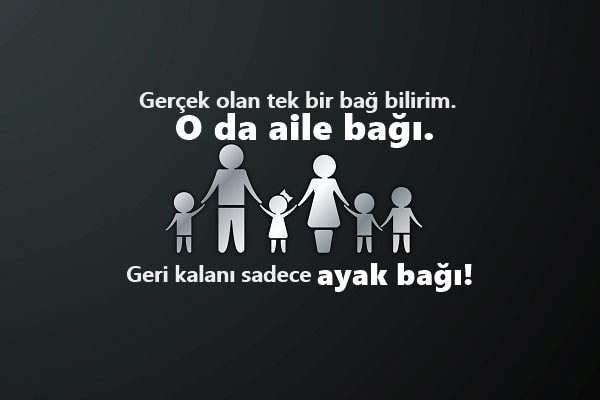 Gerçek olan tek bir bağ bilirim.
O da aile bağı.
Geri kalanı sadece ayak bağı!